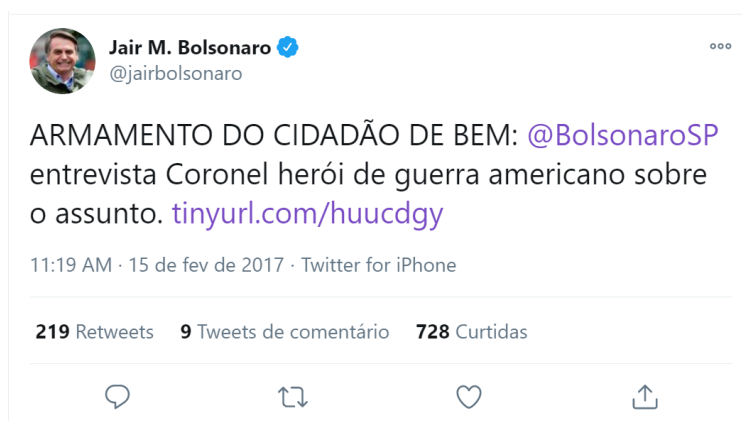 Jair M. Bolsonaro
@jairbolsonaro
ARMAMENTO DO CIDADÃO DE BEM: @BolsonaroSP
entrevista Coronel herói de guerra americano sobre
o assunto. tinyurl.com/huucdgy
11:19 AM · 15 de fev de 2017 · Twitter for iPhone
219 Retweets 9 Tweets de comentário 728 Curtidas